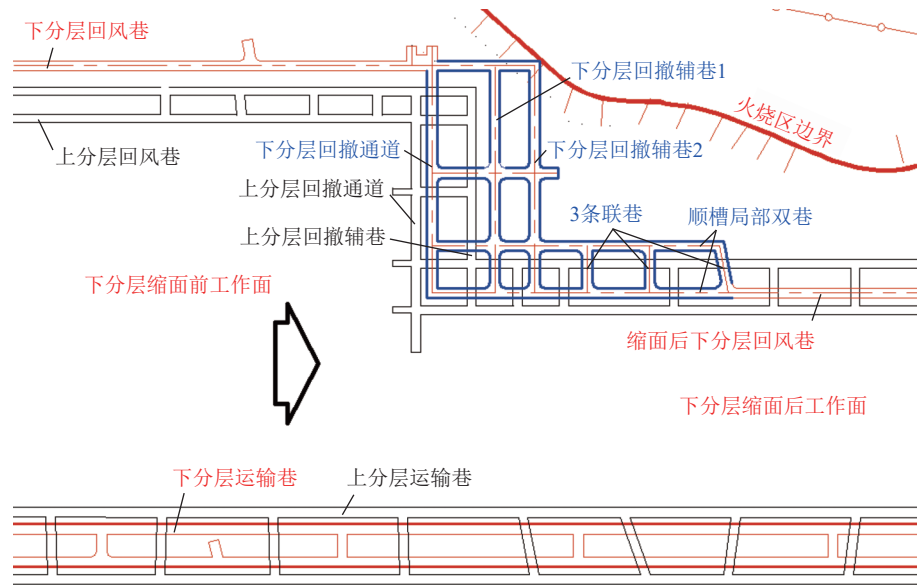 下分层回风巷
下分层回撤辅巷1
火烧区边界
上分层回风巷
下分层回撤通道
下分层回撤辅巷2
上分层回撤通道
3条联巷
顺槽局部双巷
上分层回撤辅巷
下分层缩面前工作面
缩面后下分层回风巷
下分层缩面后工作面
下分层运输巷
上分层运输巷